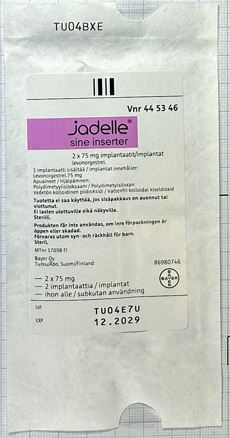 TU04BXE
Vnr 44 53 46
Jadelle®
sine inserter
2 x 75 mg implantaatit/implantat
levonorgestrel.
1 implantaatti sisältää / implantat innehåller:
Levonorgestrel 75 mg
Apuaineet / Hjälpämnen:
Polydimetyylisiloksaani / Polydimetylsiloxan
Vedetön kolloidinen piidioksidi / Vattenfri kolloidal kiseldioxid
Tuotetta ei saa käyttää, jos sisäpakkaus on avennut tai
vioittunut.
Ei lasten ulottuville eikä näkyville.
Steriili.
Produkten får inte användas, om inre förpackningen är
öppen eller skadad.
Förvaras utom syn- och räckhåll för barn.
Steril.
MTnr 17098 FI
Bayer Oy
Turku/Åbo, Suomi/Finland
86980746
— 2 x 75 mg
— 2 implantaattia / implantat
— ihon alle / subkutan användning
BAYER
Lot
TU04E7U
EXP
12.2029